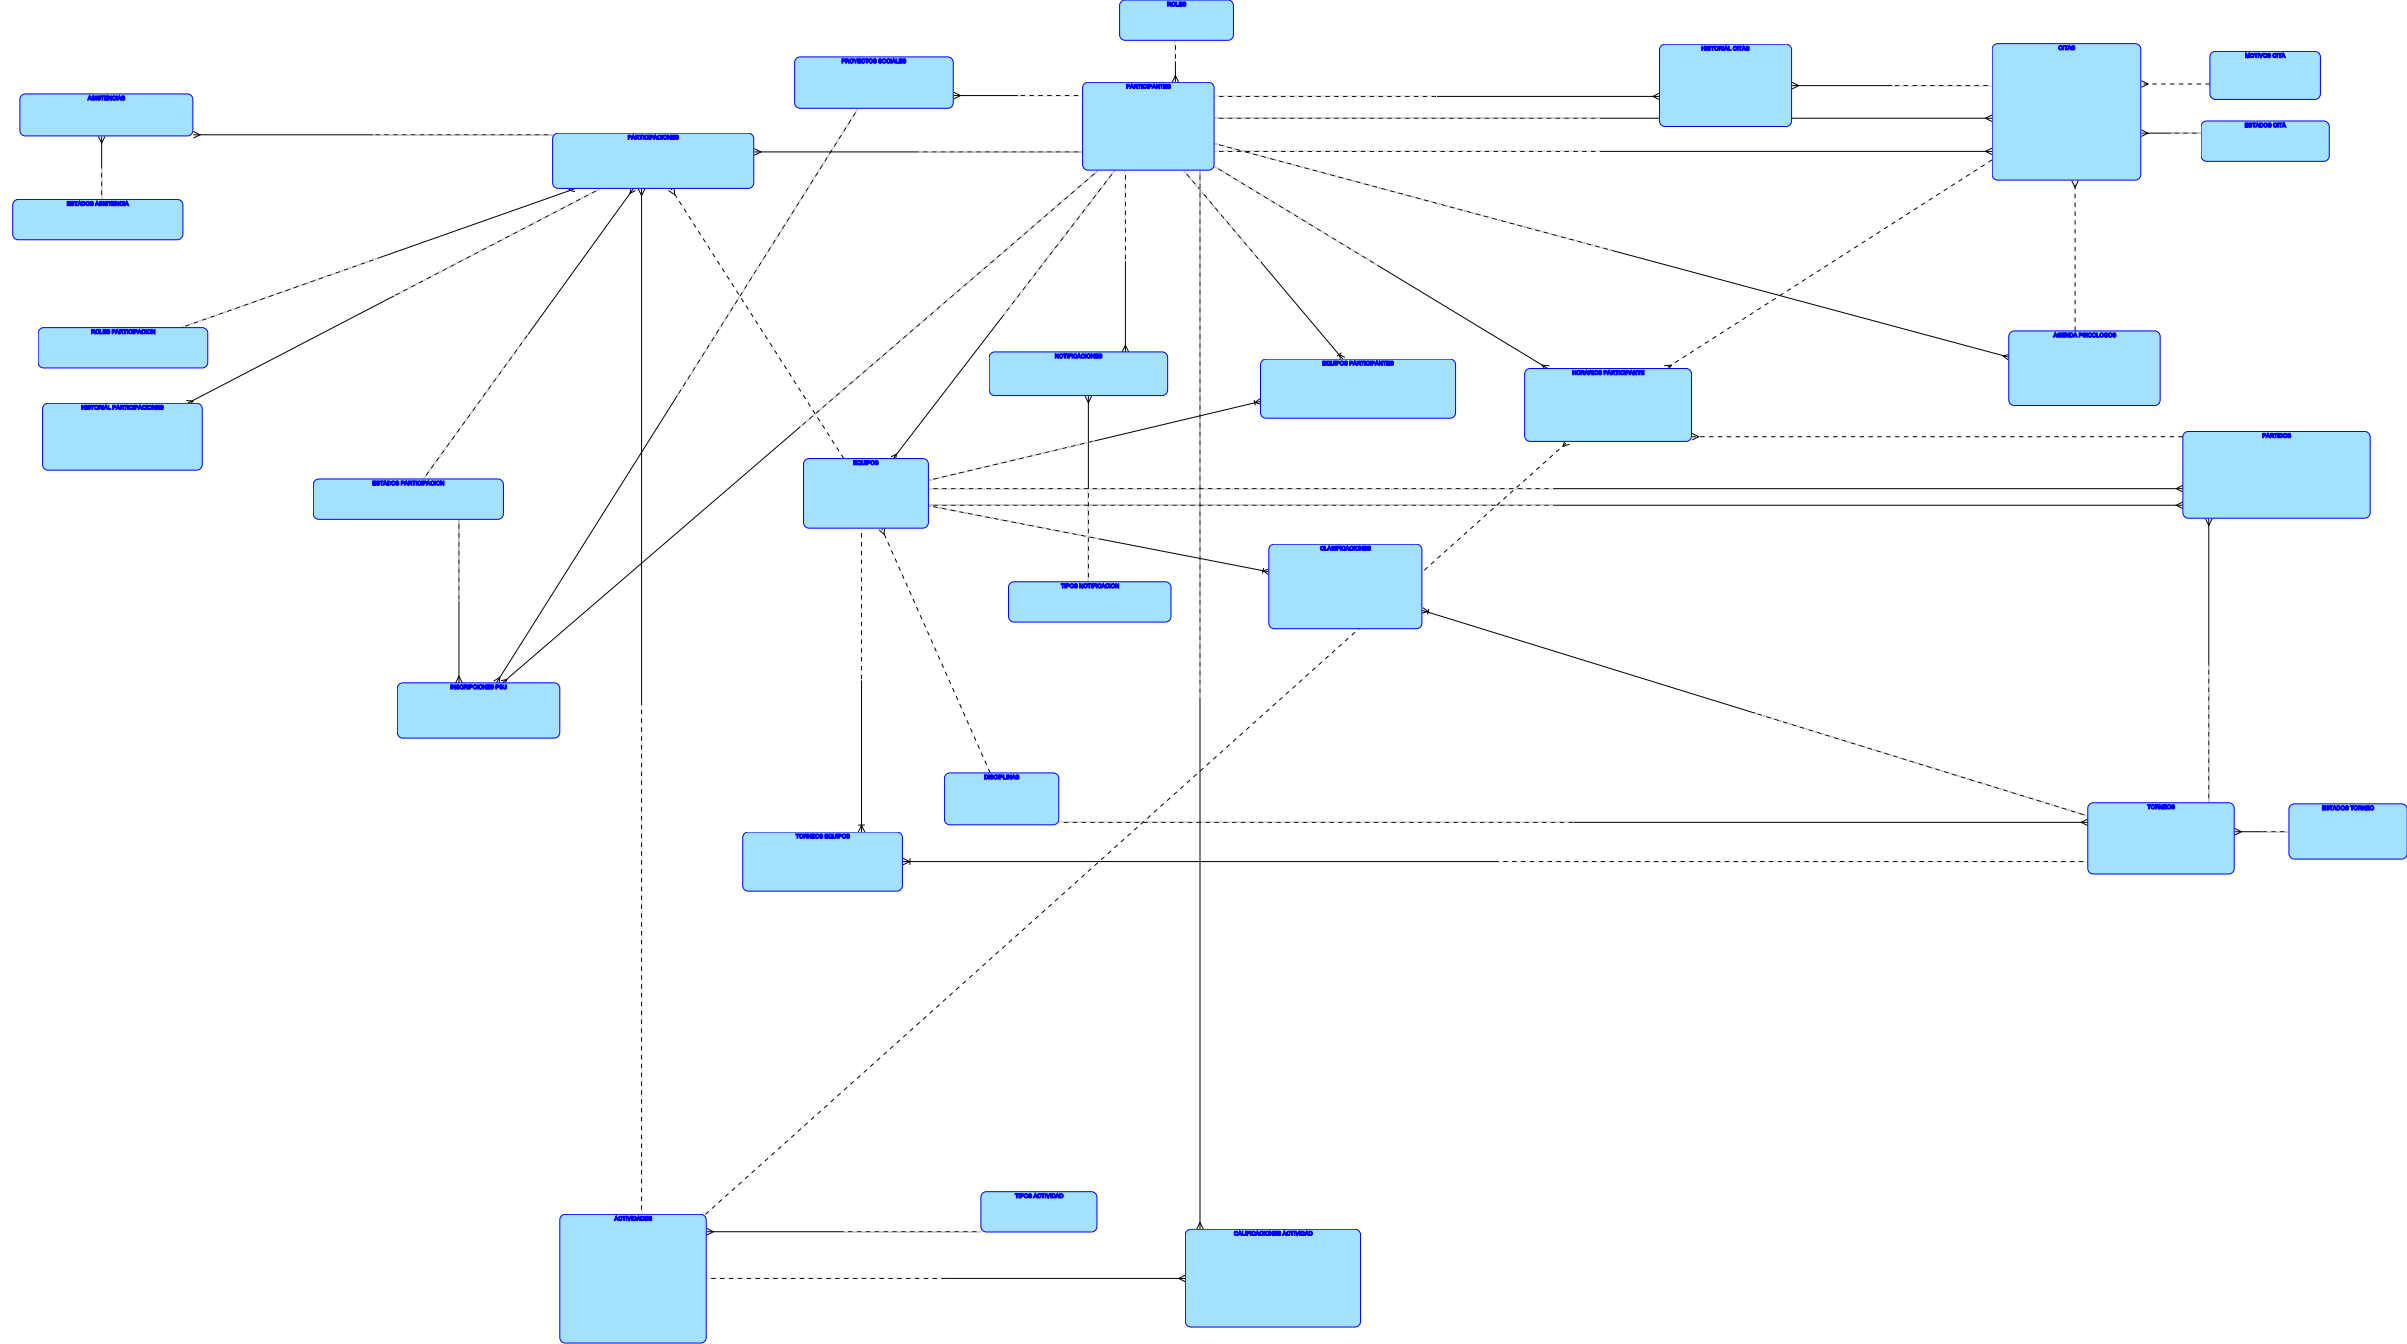 ROLES
HISTORIAL CITAS
CITAS
MOTIVOS CITA
PROYECTOS SOCIALES
PARTICIPANTES
ASISTENCIAS
ESTADOS CITA
PARTICIPACIONES
ESTADOS ASISTENCIA
ROLES PARTICIPACION
AGENDA PSICOLOGOS
NOTIFICACIONES
EQUIPOS PARTICIPANTES
HORARIOS PARTICIPANTE
HISTORIAL PARTICIPACIONES
PARTIDOS
EQUIPOS
ESTADOS PARTICIPACION
CLASIFICACIONES
TIPOS NOTIFICACION
INSCRIPCIONES PSU
DISCIPLINAS
TORNEOS
ESTADOS TORNEO
TORNEOS EQUIPOS
TIPOS ACTIVIDAD
ACTIVIDADES
CALIFICACIONES ACTIVIDAD